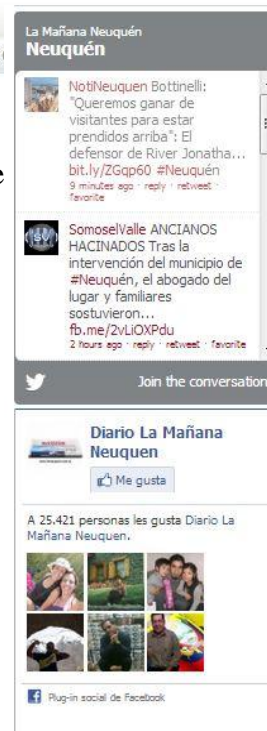 La Mañana Neuquén
Neuquén
NotiNeuquen Bottinelli:
"Queremos ganar de
visitantes para estar
prendidos arriba": El
defensor de River Jonatha...
bit.ly/ZGqp60 #Neuquén
9 minutes ago · reply · retweet ·
favorite
e
SomoselValle ANCIANOS
HACINADOS Tras la
intervención del municipio de
#Neuquén, el abogado del
lugar y familiares
sostuvieron...
fb.me/2vLiOXPdu
2 hours ago · reply · retweet · favorite
Join the conversation
Diario La Mañana
Neuquen
Me gusta
A 25.421 personas les gusta Diario La
Mañana Neuquen.
Plug-in social de Facebook